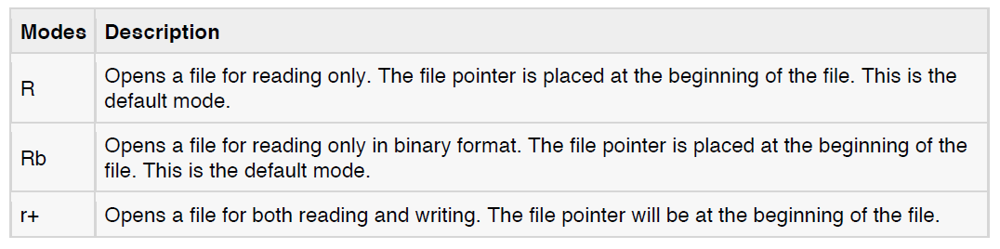 Modes Description
R
Opens a file for reading only. The file pointer is placed at the beginning of the file. This is the
default mode.
Rb
Opens a file for reading only in binary format. The file pointer is placed at the beginning of the
file. This is the default mode.
r+ Opens a file for both reading and writing. The file pointer will be at the beginning of the file.